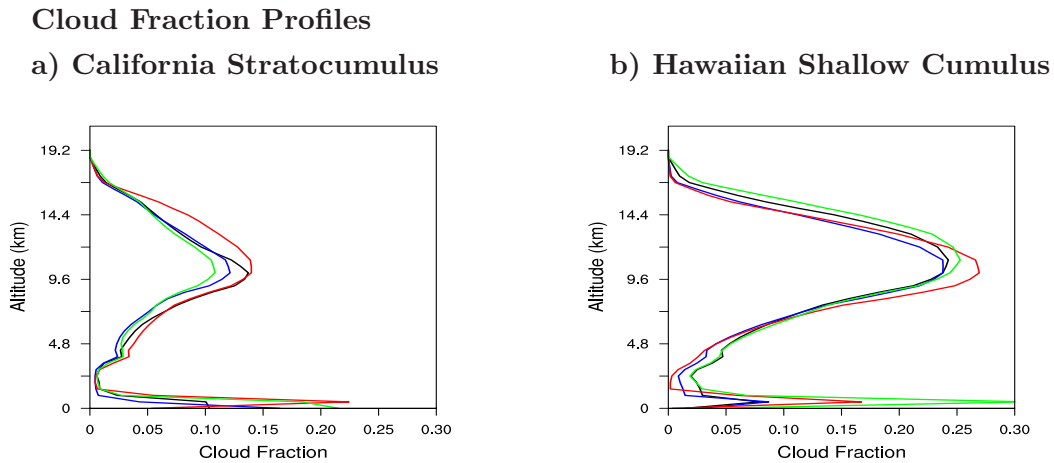 Cloud Fraction Profiles
a) California Stratocumulus
b) Hawaiian Shallow Cumulus
19.2
14.4
9.6
4.8
0
Altitude (km)
0 0.05 0.10 0.15 0.20 0.25 0.30
Cloud Fraction
19.2
14.4
9.6
4.8
0
Altitude (km)
0 0.05 0.10 0.15 0.20 0.25 0.30
Cloud Fraction